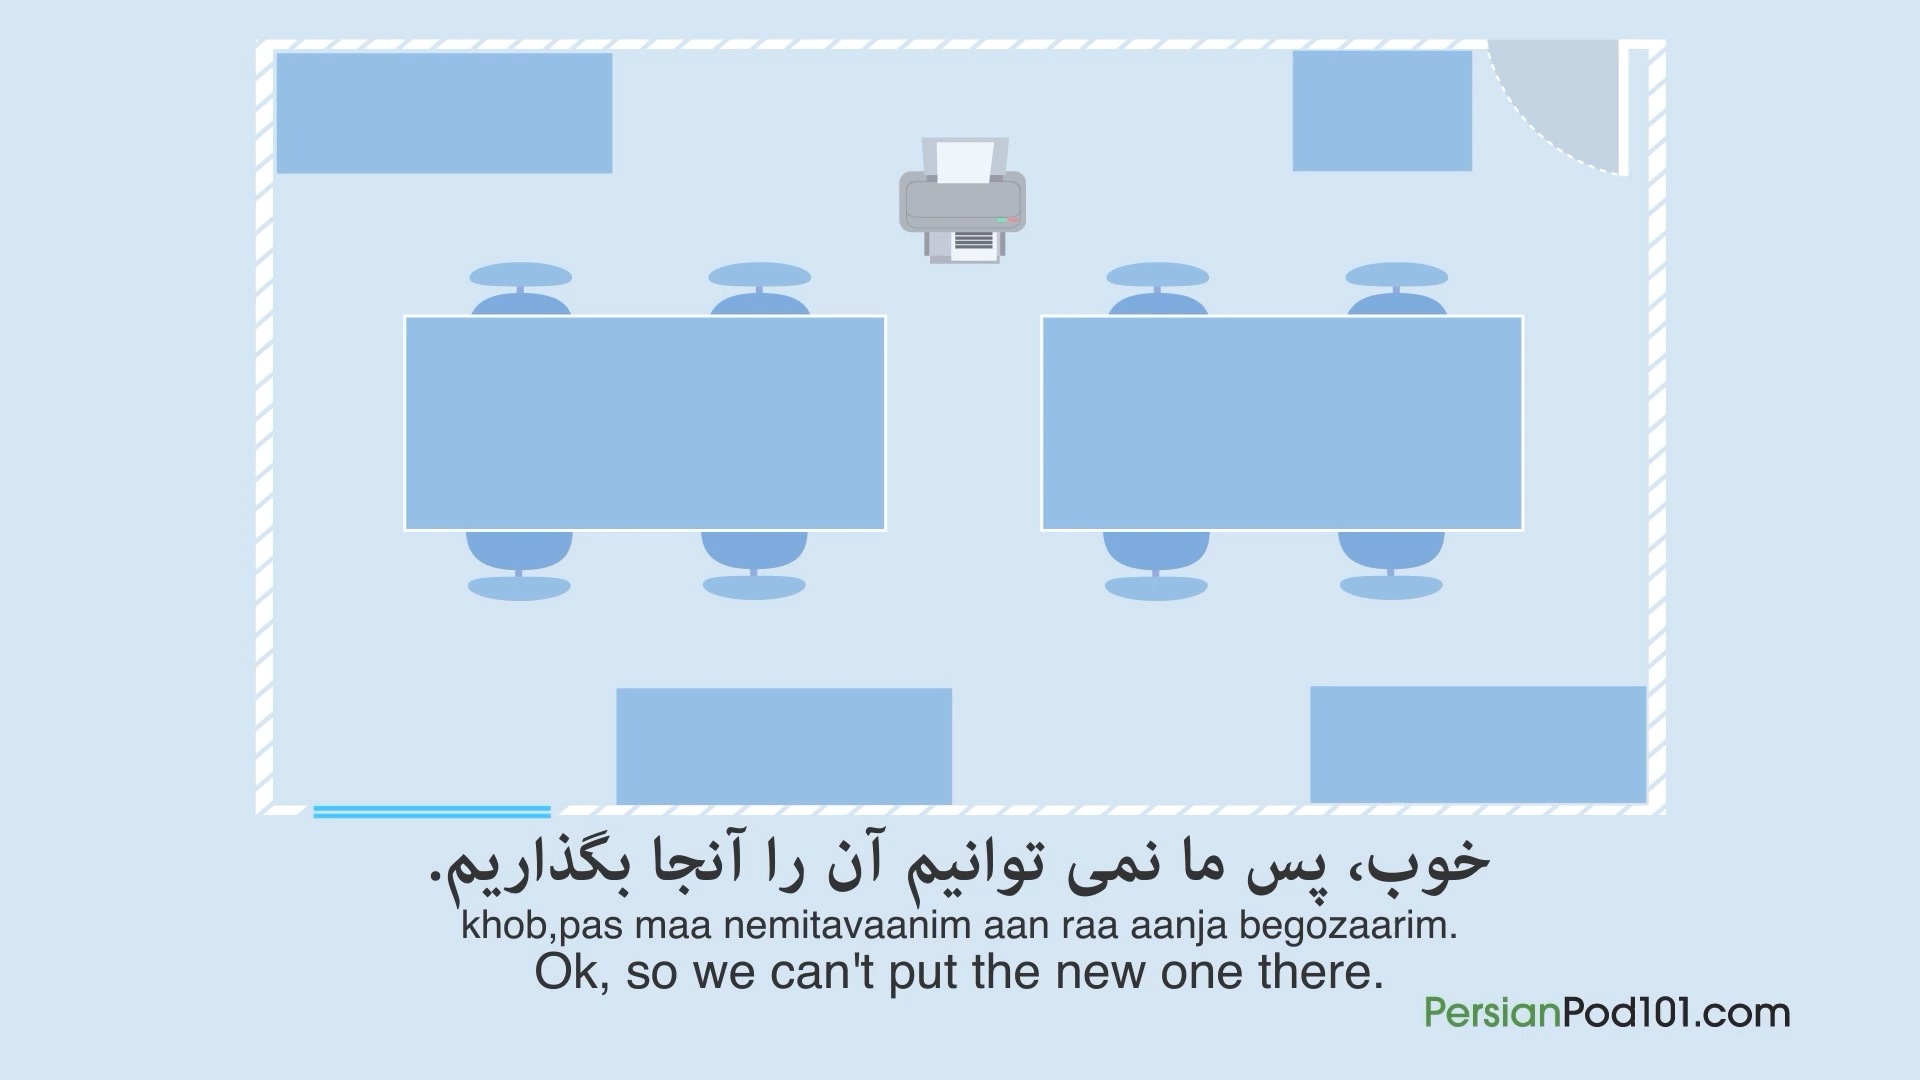 خوب، پس ما نمی توانیم آن را آنجا بگذاریم.
khob,pas maa nemitavaanim aan raa aanja begozaarim.
Ok, so we can't put the new one there.
PersianPod101.com